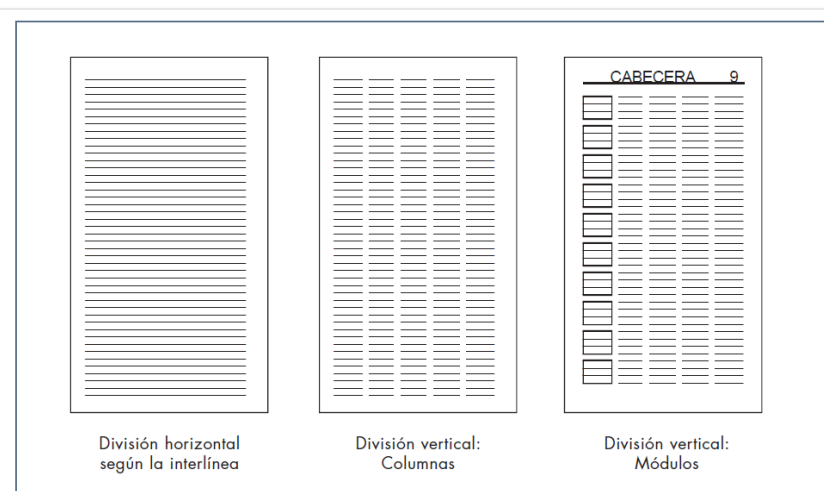 CABECERA 9
División horizontal
según la interlínea
División vertical:
Columnas
División vertical:
Módulos